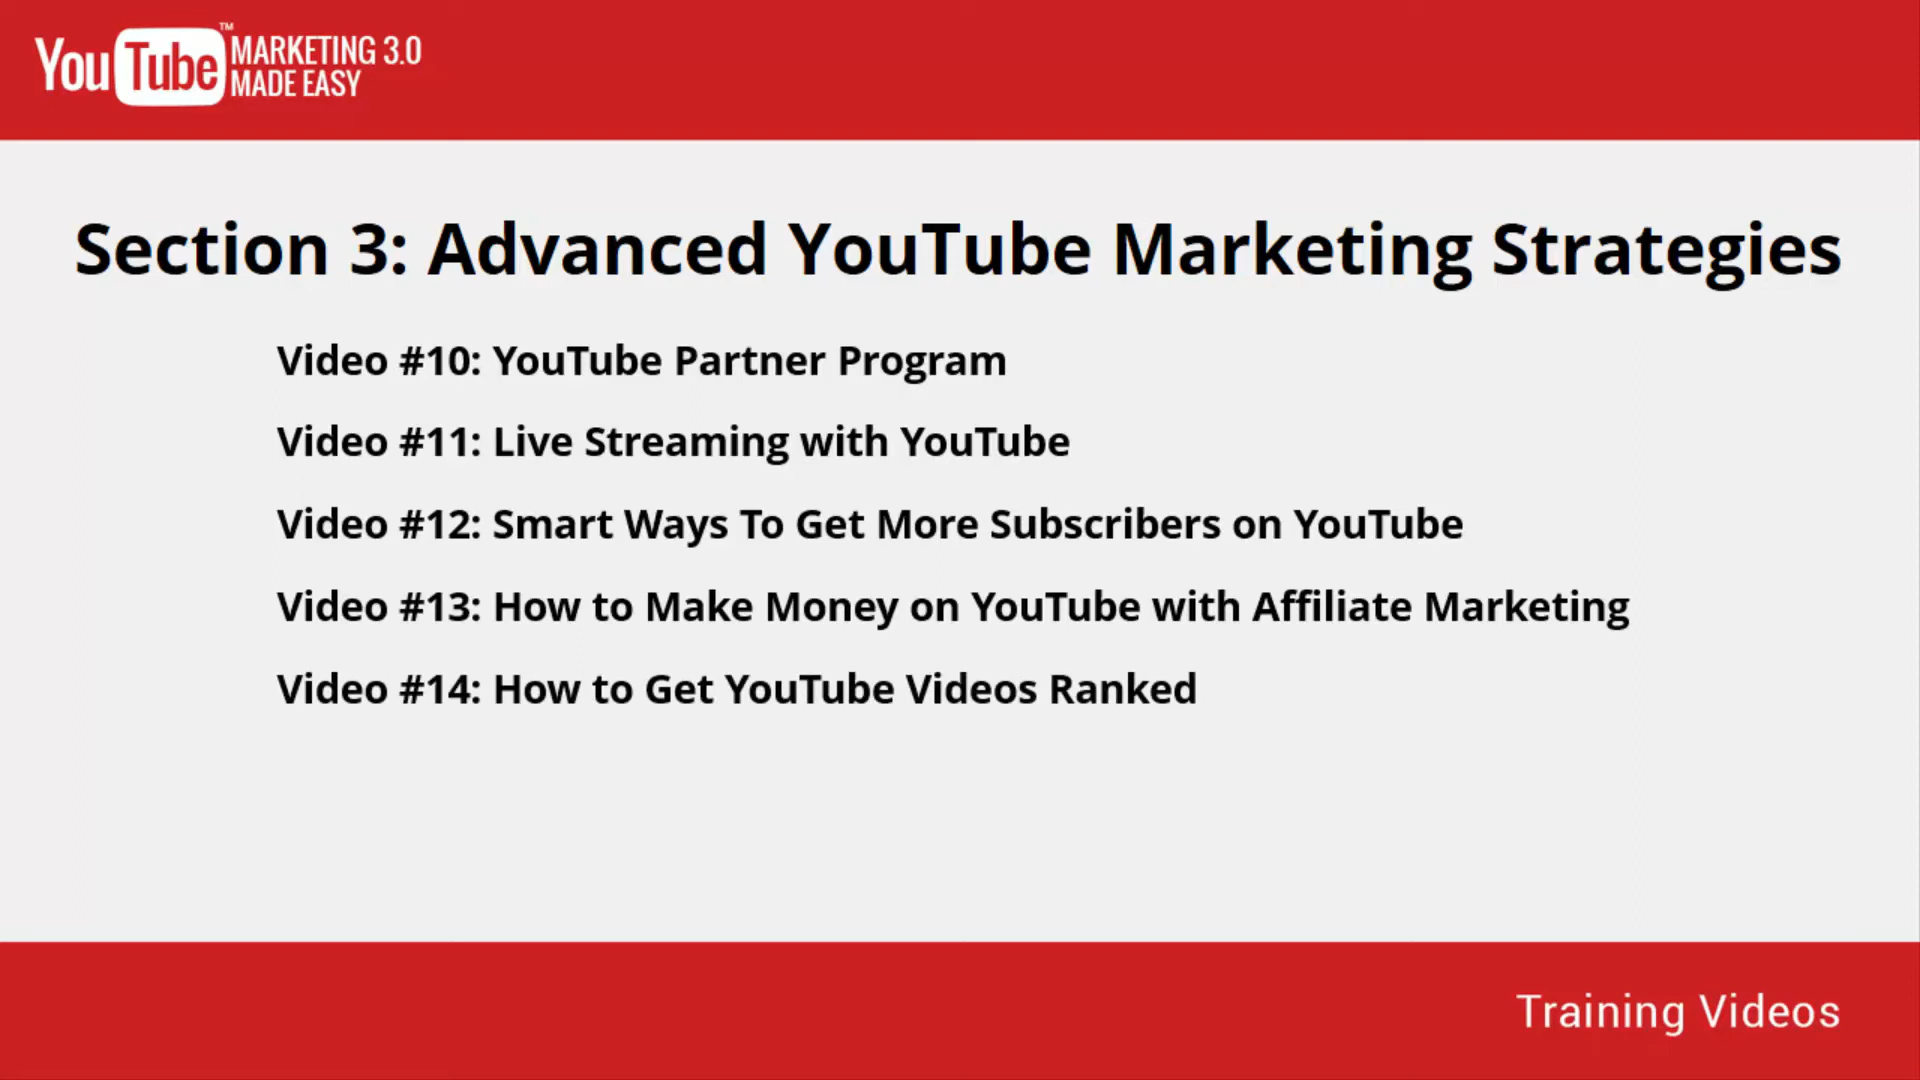 YouTube™ MARKETING 3.0
MADE EASY
Section 3: Advanced YouTube Marketing Strategies
Video #10: YouTube Partner Program
Video #11: Live Streaming with YouTube
Video #12: Smart Ways To Get More Subscribers on YouTube
Video #13: How to Make Money on YouTube with Affiliate Marketing
Video #14: How to Get YouTube Videos Ranked
Training Videos